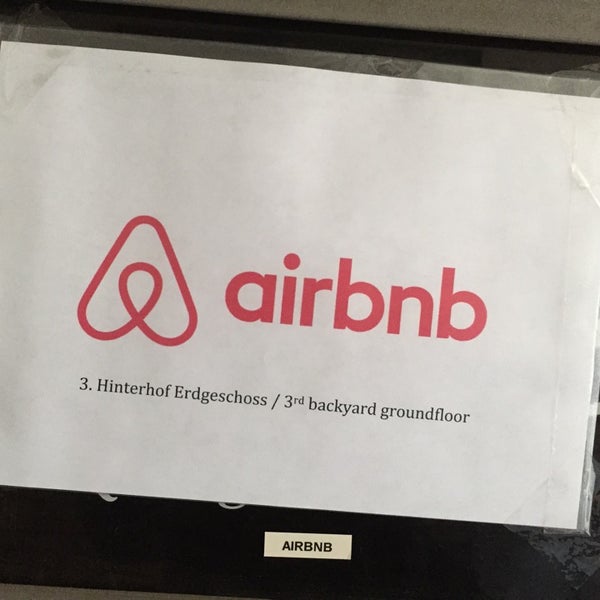 airbnb
3. Hinterhof Erdgeschoss / 3rd backyard groundfloor
AIRBNB